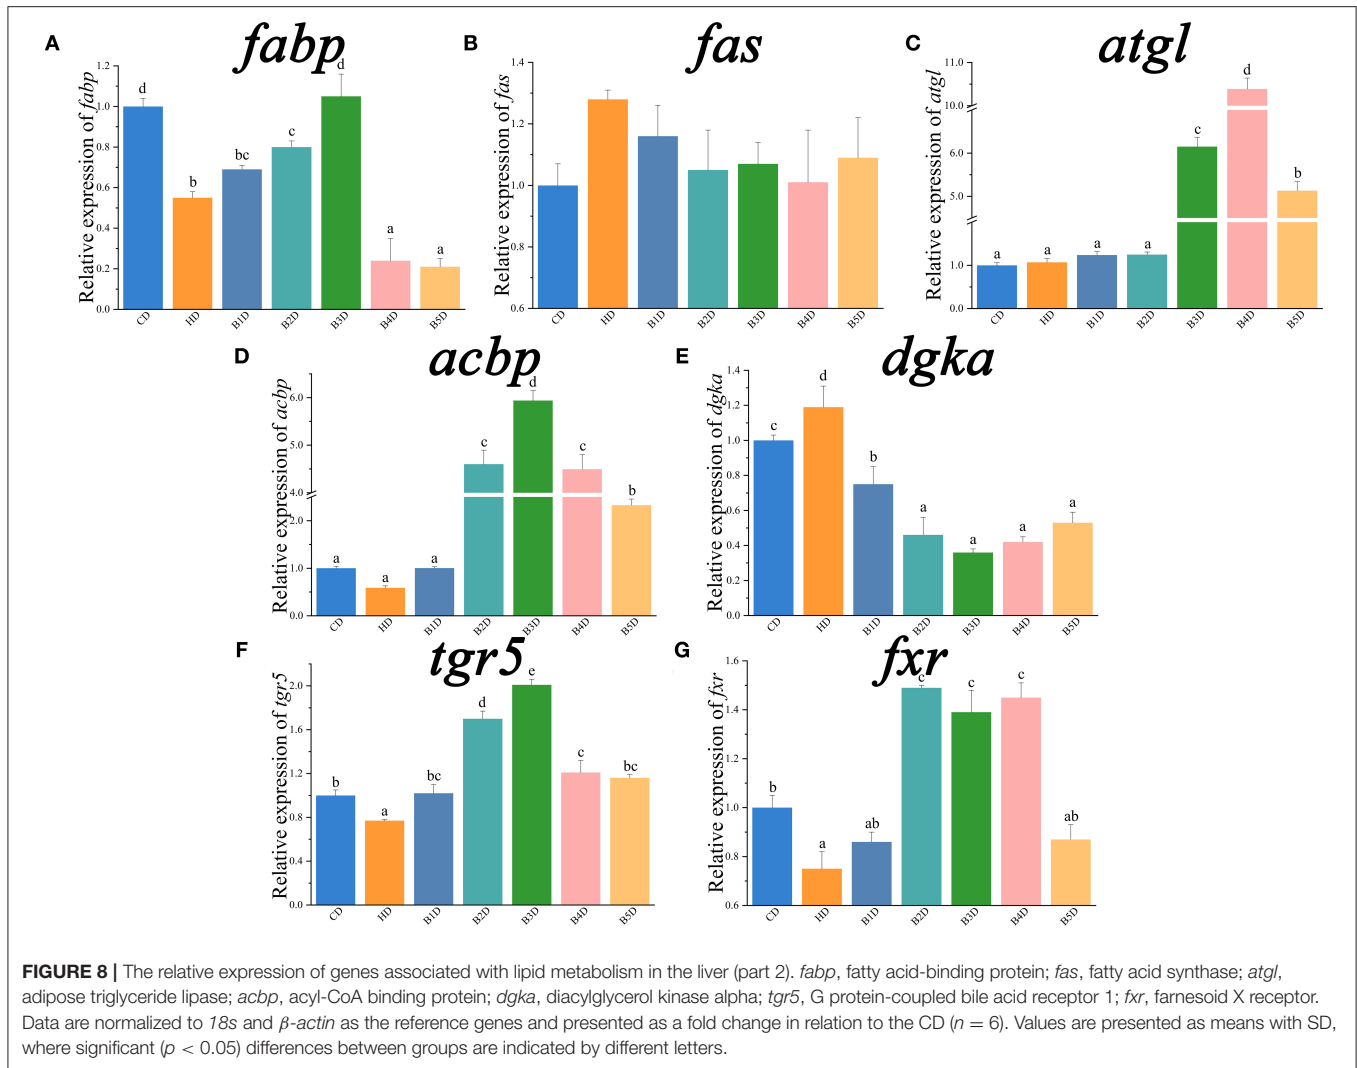 A
fabp
Relative expression of fabp
1.2
1.0
0.8
0.6
0.4
0.2
0.0
d
b
bc
c
d
a
a
CD
HD
B1D
B2D
B3D
B4D
B5D
B
fas
Relative expression of fas
1.4
1.2
1.0
0.8
0.6
CD
HD
B1D
B2D
B3D
B4D
B5D
C
atgl
Relative expression of atgl
11.0
10.0
6.0
5.0
1.0
0.0
a
a
a
a
c
d
b
CD
HD
B1D
B2D
B3D
B4D
B5D
D
acbp
Relative expression of acbp
6.0
5.0
4.0
2.0
1.0
0.0
a
a
a
c
d
c
b
CD
HD
B1D
B2D
B3D
B4D
B5D
E
dgka
Relative expression of dgka
1.4
1.2
1.0
0.8
0.6
0.4
0.2
0.0
c
d
b
a
a
a
a
CD
HD
B1D
B2D
B3D
B4D
B5D
F
tgr5
Relative expression of tgr5
2.0
1.6
1.2
0.8
0.4
0.0
b
a
bc
d
e
c
bc
CD
HD
B1D
B2D
B3D
B4D
B5D
G
fxr
Relative expression of fxr
1.6
1.4
1.2
1.0
0.8
0.6
b
a
ab
c
c
c
ab
CD
HD
B1D
B2D
B3D
B4D
B5D
FIGURE 8 | The relative expression of genes associated with lipid metabolism in the liver (part 2). fabp, fatty acid-binding protein; fas, fatty acid synthase; atgl,
adipose triglyceride lipase; acbp, acyl-CoA binding protein; dgka, diacylglycerol kinase alpha; tgr5, G protein-coupled bile acid receptor 1; fxr, farnesoid X receptor.
Data are normalized to 18s and β-actin as the reference genes and presented as a fold change in relation to the CD (n = 6). Values are presented as means with SD,
where significant (p < 0.05) differences between groups are indicated by different letters.